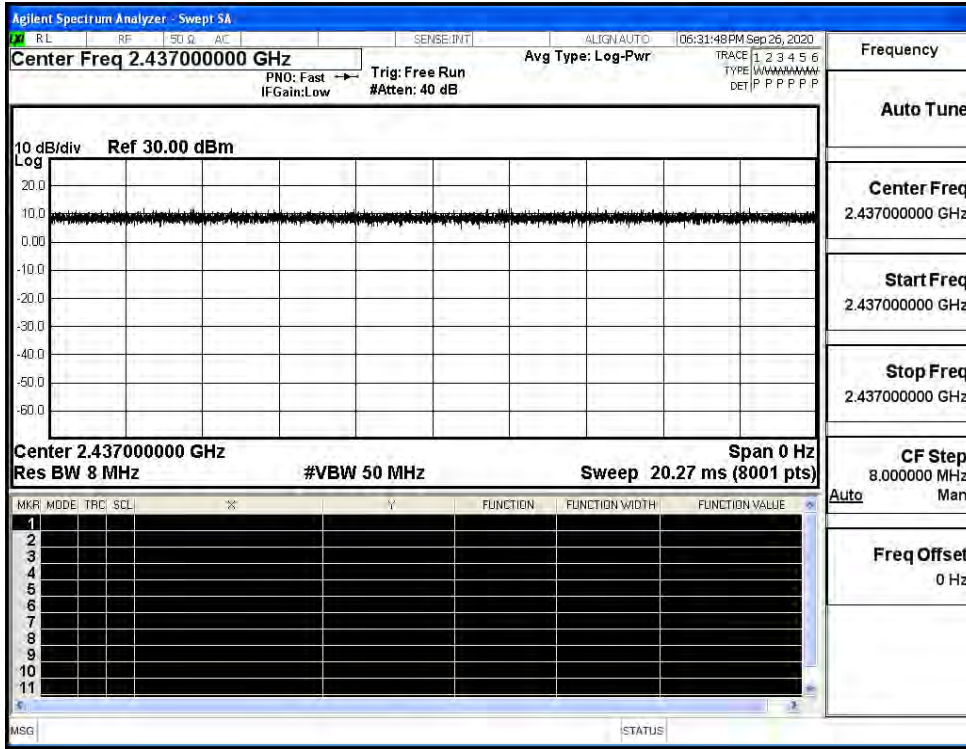 Agilent Spectrum Analyzer - Swept SA
RL RF 50 Ω AC SENSE:INT ALIGN AUTO 06:31:48 PM Sep 26, 2020
Center Freq 2.437000000 GHz
PNO: Fast
IFGain:Low
Trig: Free Run
#Atten: 40 dB
Avg Type: Log-Pwr
TRACE 1 2 3 4 5 6
TYPE WWWWWW
DET P P P P P P
10 dB/div Ref 30.00 dBm
Log
20.0
10.0
0.00
-10.0
-20.0
-30.0
-40.0
-50.0
-60.0
Center 2.437000000 GHz Span 0 Hz
Res BW 8 MHz #VBW 50 MHz Sweep 20.27 ms (8001 pts)
MKR MODE TRC SCL X Y FUNCTION FUNCTION WIDTH FUNCTION VALUE
1
2
3
4
5
6
7
8
9
10
11
MSG STATUS
Frequency
Auto Tune
Center Freq
2.437000000 GHz
Start Freq
2.437000000 GHz
Stop Freq
2.437000000 GHz
CF Step
8.000000 MHz
Auto Man
Freq Offset
0 Hz